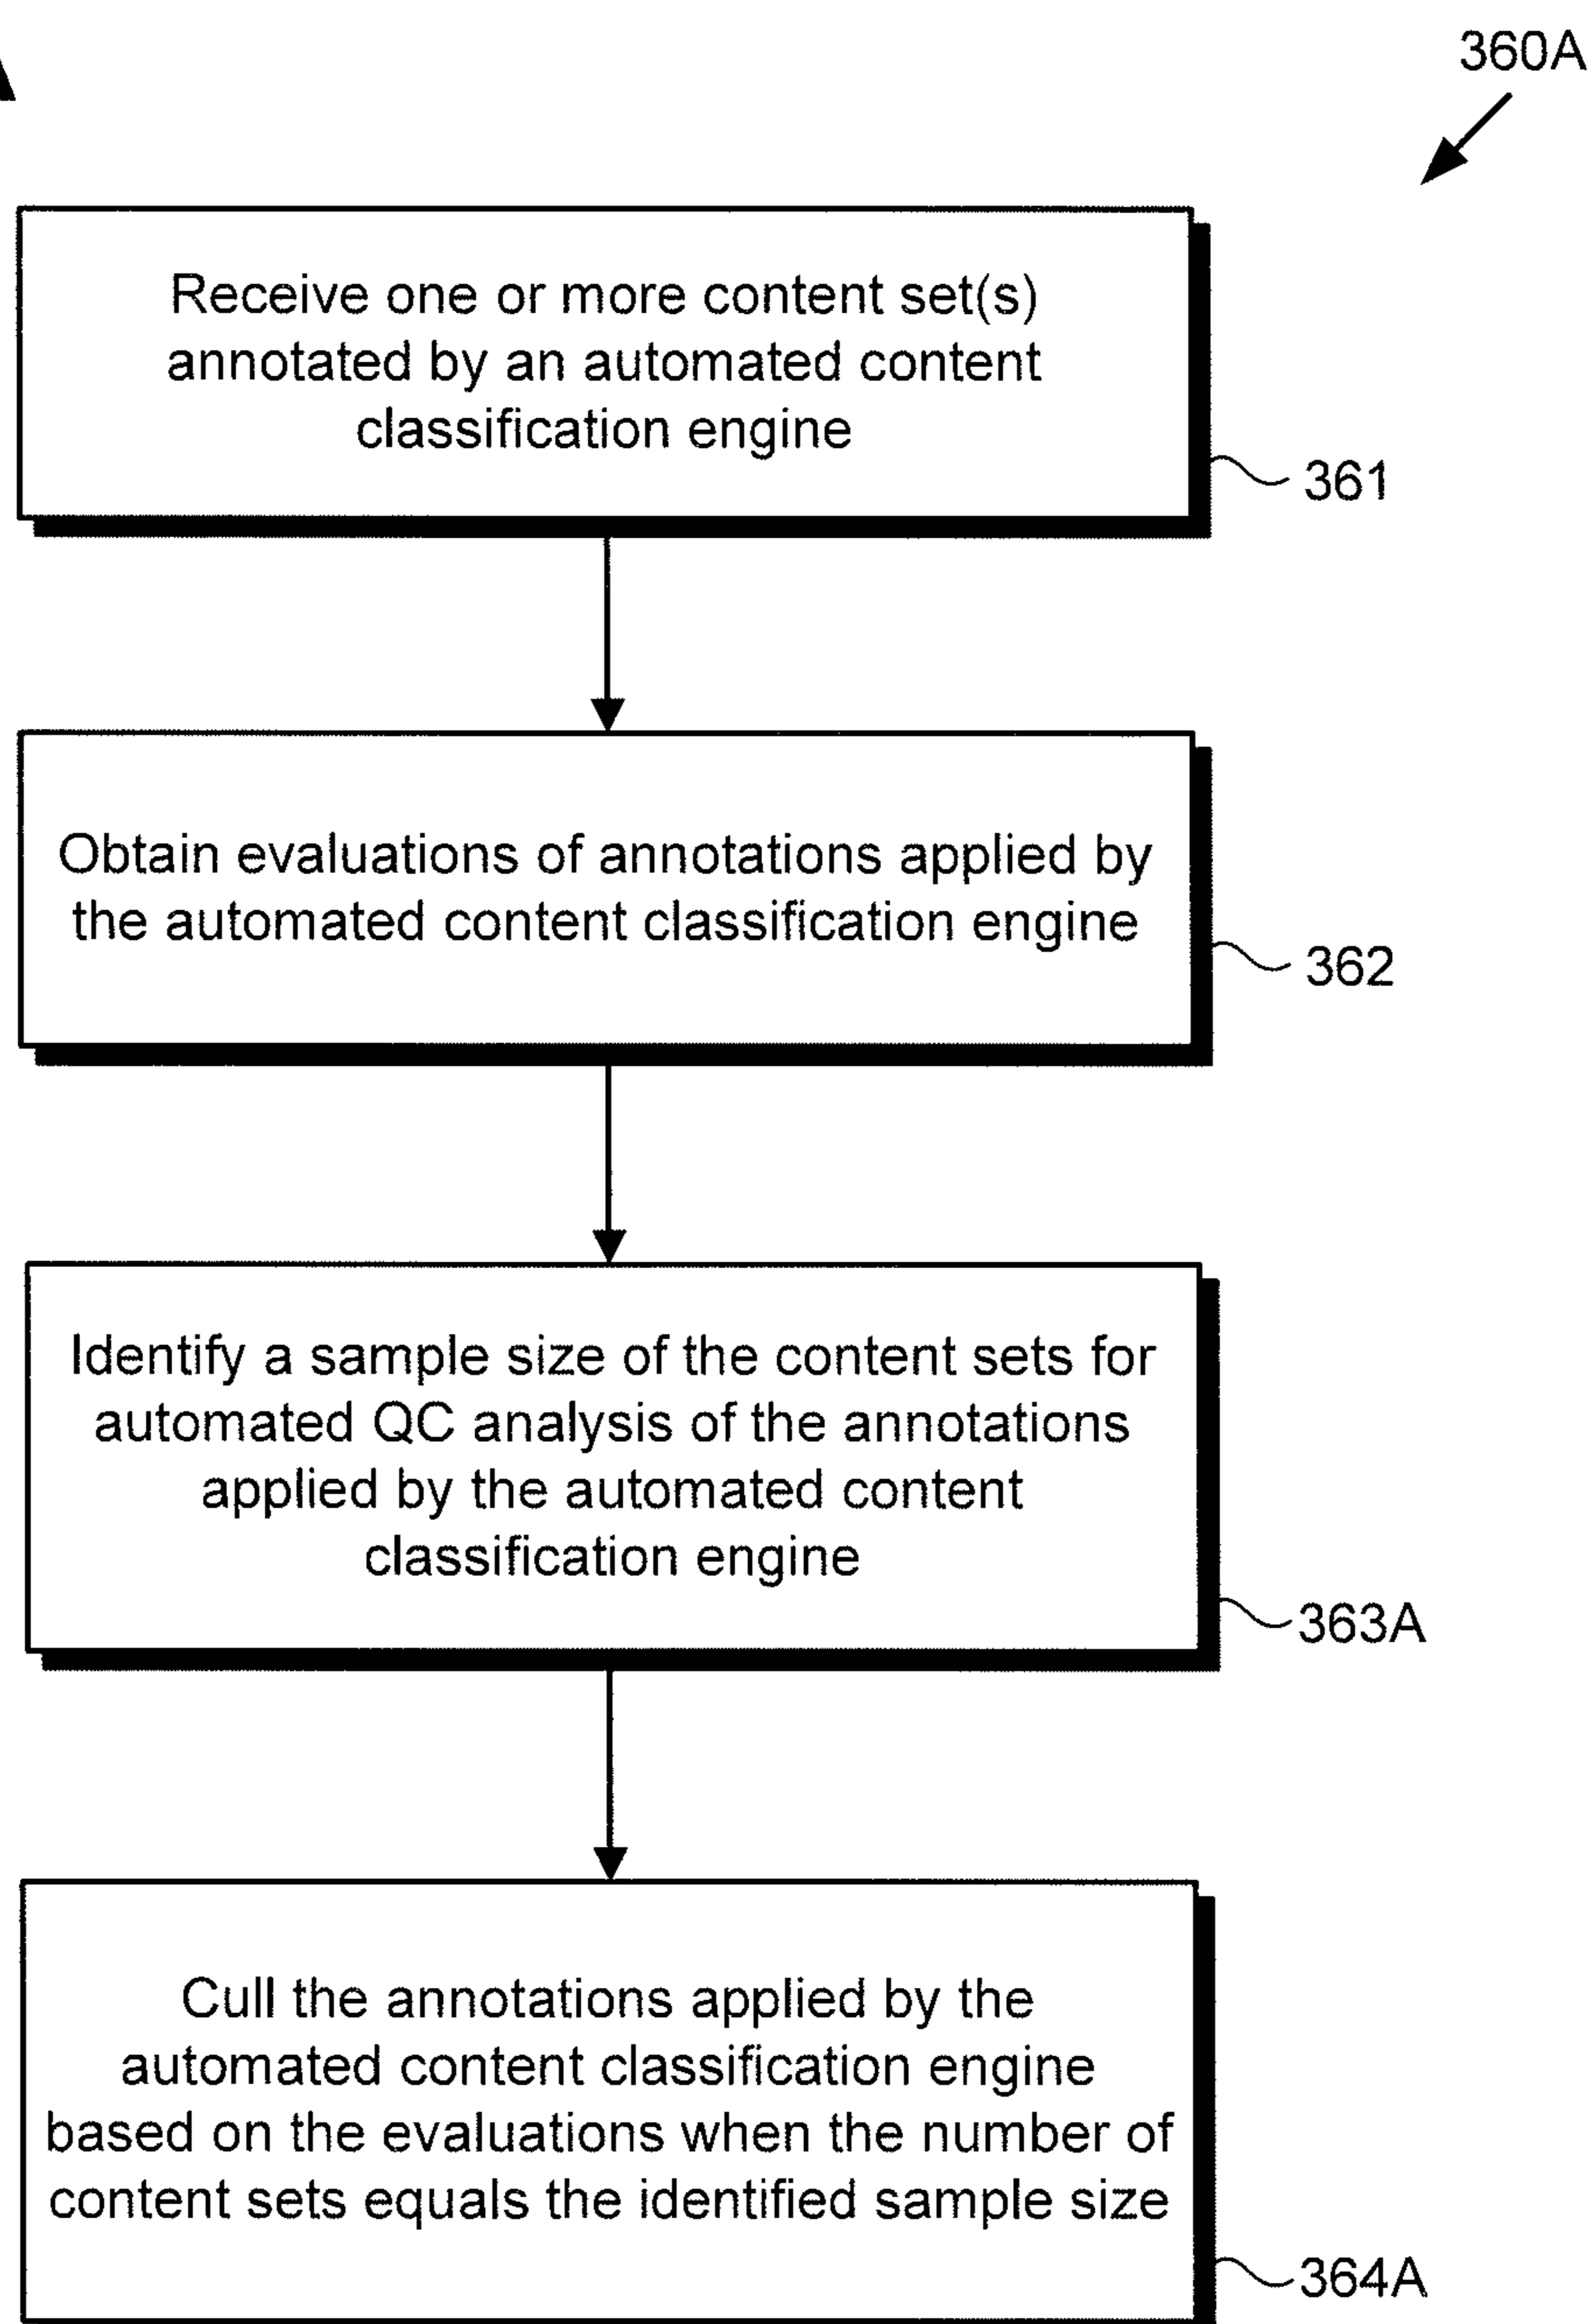 360A
Receive one or more content set(s)
annotated by an automated content
classification engine
361
Obtain evaluations of annotations applied by
the automated content classification engine
362
Identify a sample size of the content sets for
automated QC analysis of the annotations
applied by the automated content
classification engine
363A
Cull the annotations applied by the
automated content classification engine
based on the evaluations when the number of
content sets equals the identified sample size
364A